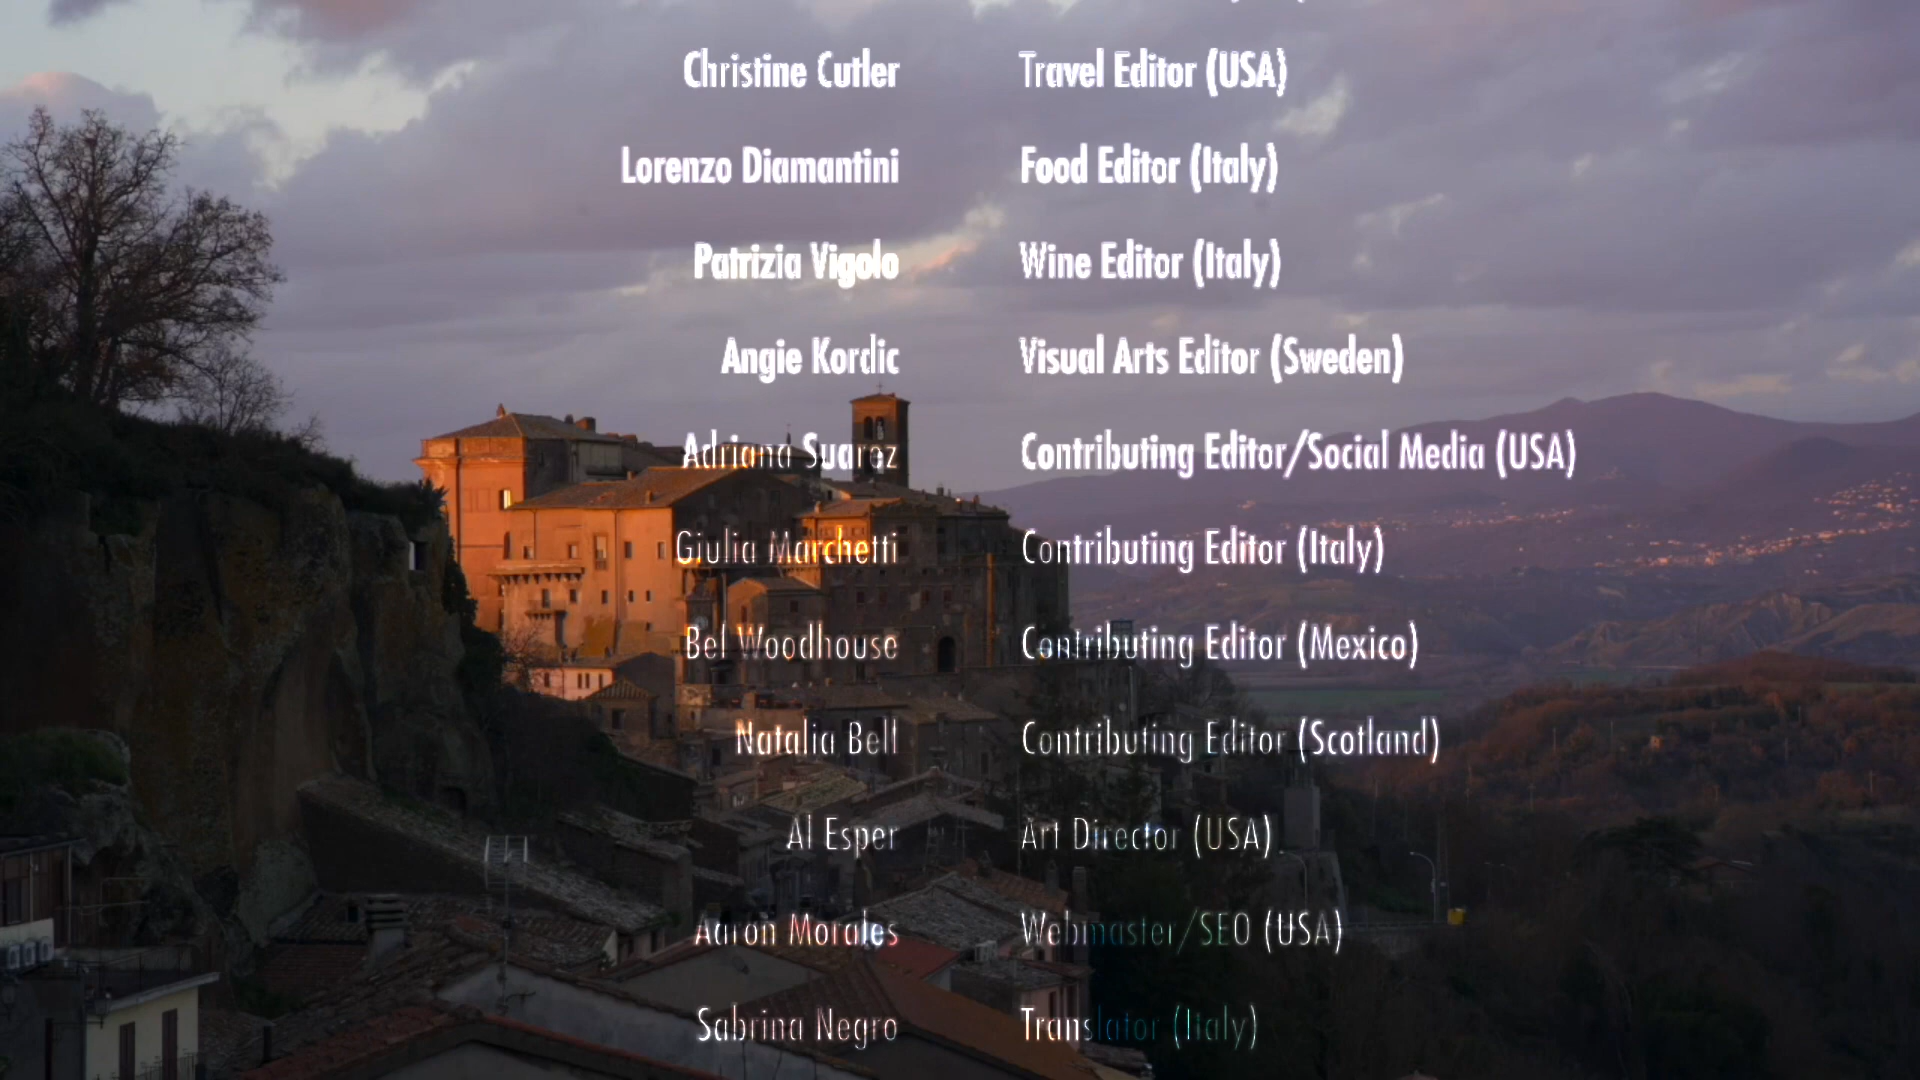 Christine Cutler Travel Editor (USA)
Lorenzo Diamantini Food Editor (Italy)
Patrizia Vigolo Wine Editor (Italy)
Angie Kordic Visual Arts Editor (Sweden)
Adriana Suarez Contributing Editor/Social Media (USA)
Giulia Marchetti Contributing Editor (Italy)
Bel Woodhouse Contributing Editor (Mexico)
Natalia Bell Contributing Editor (Scotland)
Al Esper Art Director (USA)
Aaron Morales Webmaster/SEO (USA)
Sabrina Negro Translator (Italy)